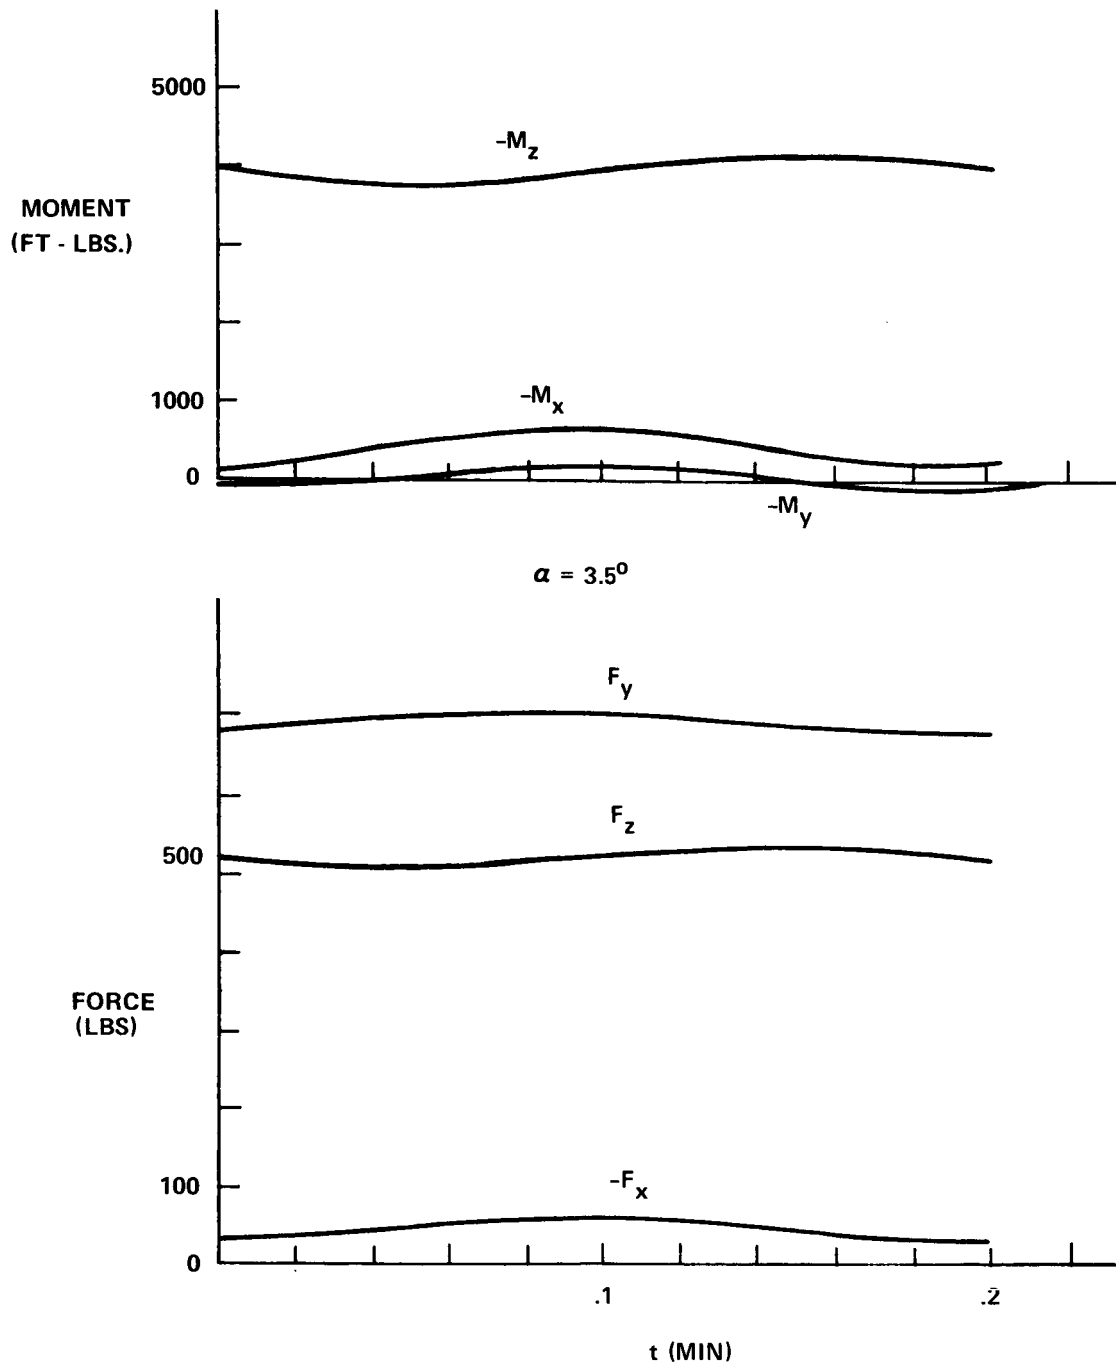 5000
-M_z
MOMENT
(FT - LBS.)
1000
-M_x
0
-M_y
α = 3.5º
F_y
F_z
500
FORCE
(LBS)
100
-F_x
0
.1
.2
t (MIN)